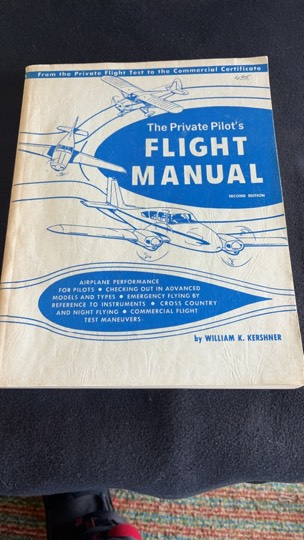 From the Private Flight Test to the Commercial Certificate
The Private Pilot's
FLIGHT
MANUAL
SECOND EDITION
AIRPLANE PERFORMANCE
FOR PILOTS • CHECKING OUT IN ADVANCED
MODELS AND TYPES • EMERGENCY FLYING BY
REFERENCE TO INSTRUMENTS • CROSS COUNTRY
AND NIGHT FLYING • COMMERCIAL FLIGHT
TEST MANEUVERS
by WILLIAM K. KERSHNER